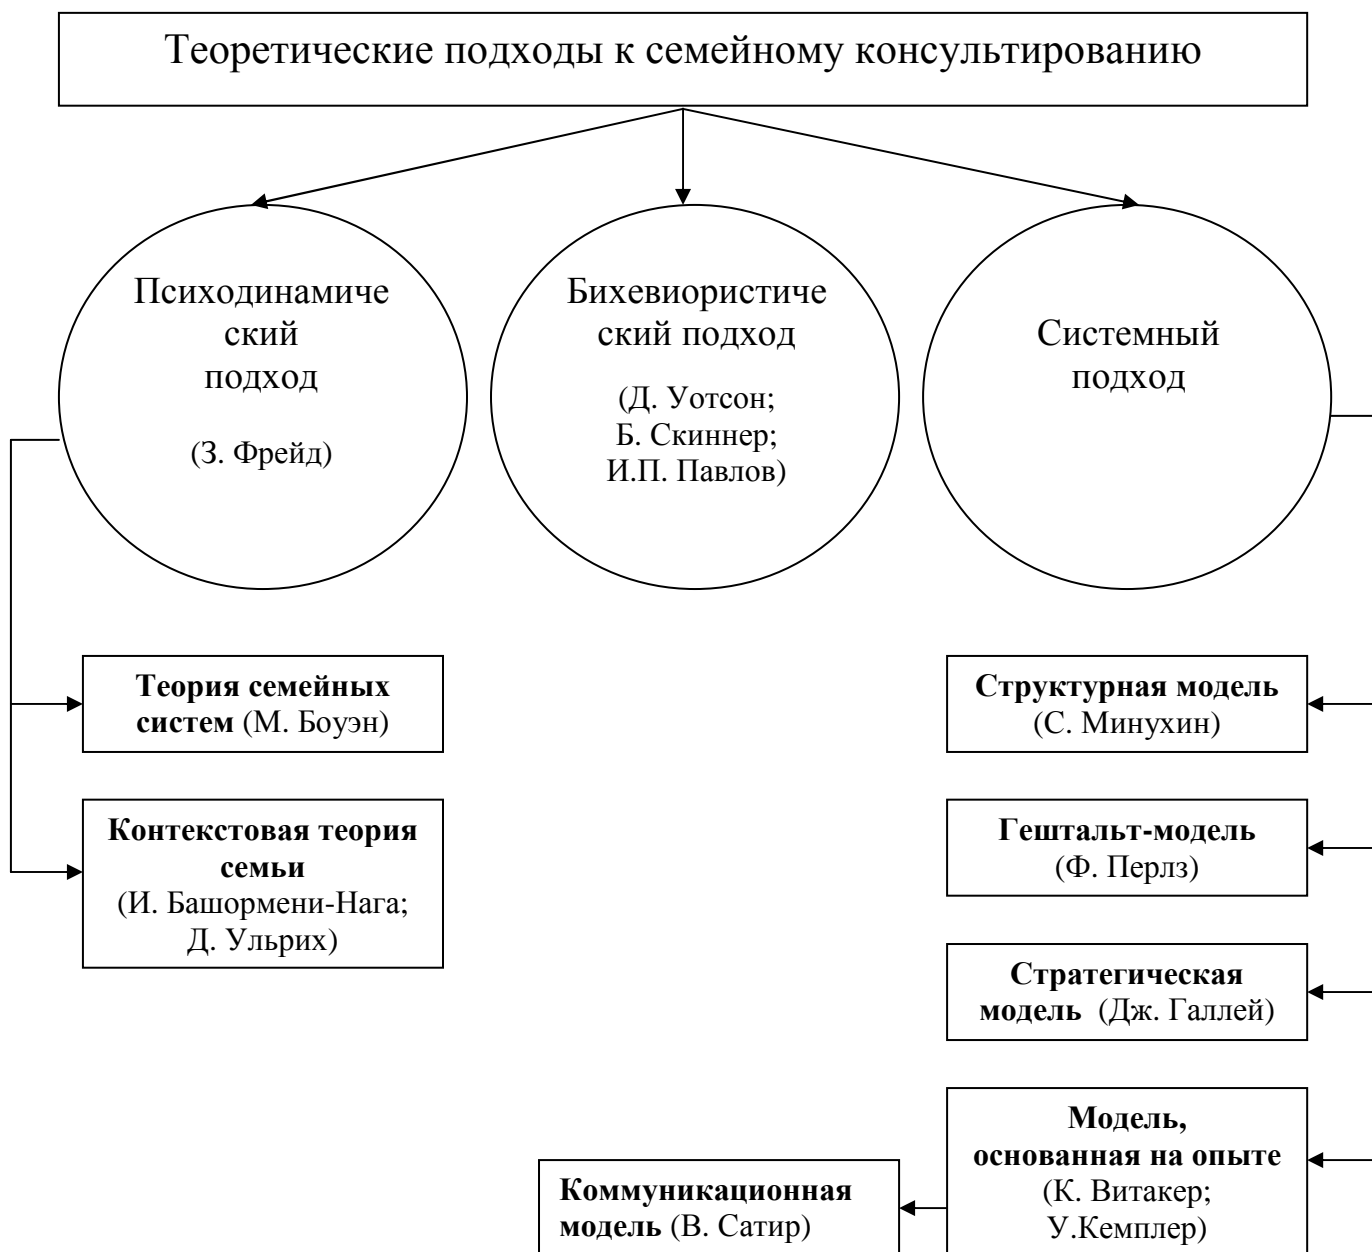 Теоретические подходы к семейному консультированию
Психодинамиче
ский
подход
(З. Фрейд)
Бихевиористиче
ский подход
(Д. Уотсон;
Б. Скиннер;
И.П. Павлов)
Системный
подход
Теория семейных
систем (М. Боуэн)
Контекстовая теория
семьи
(И. Башормени-Нага;
Д. Ульрих)
Структурная модель
(С. Минухин)
Гештальт-модель
(Ф. Перлз)
Стратегическая
модель (Дж. Галлей)
Модель,
основанная на опыте
(К. Витакер;
У.Кемплер)
Коммуникационная
модель (В. Сатир)